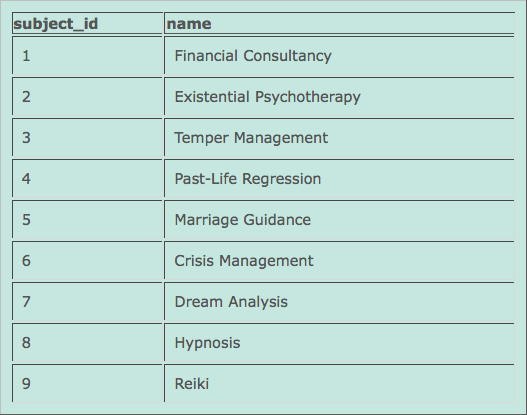 subject_id name
1 Financial Consultancy
2 Existential Psychotherapy
3 Temper Management
4 Past-Life Regression
5 Marriage Guidance
6 Crisis Management
7 Dream Analysis
8 Hypnosis
9 Reiki